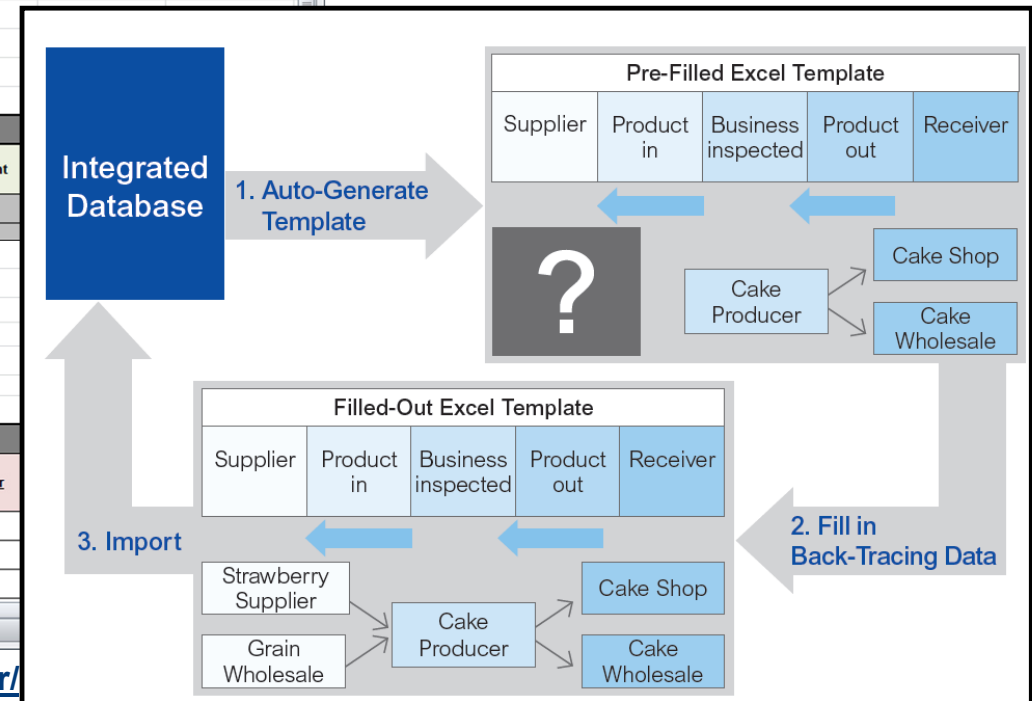 Pre-Filled Excel Template
Supplier
Product
in
Business
inspected
Product
out
Receiver
Integrated
Database
1. Auto-Generate
Template
?
Cake
Producer
Cake Shop
Cake
Wholesale
Filled-Out Excel Template
Supplier
Product
in
Business
inspected
Product
out
Receiver
2. Fill in
Back-Tracing Data
3. Import
Strawberry
Supplier
Grain
Wholesale
Cake
Producer
Cake Shop
Cake
Wholesale
r/